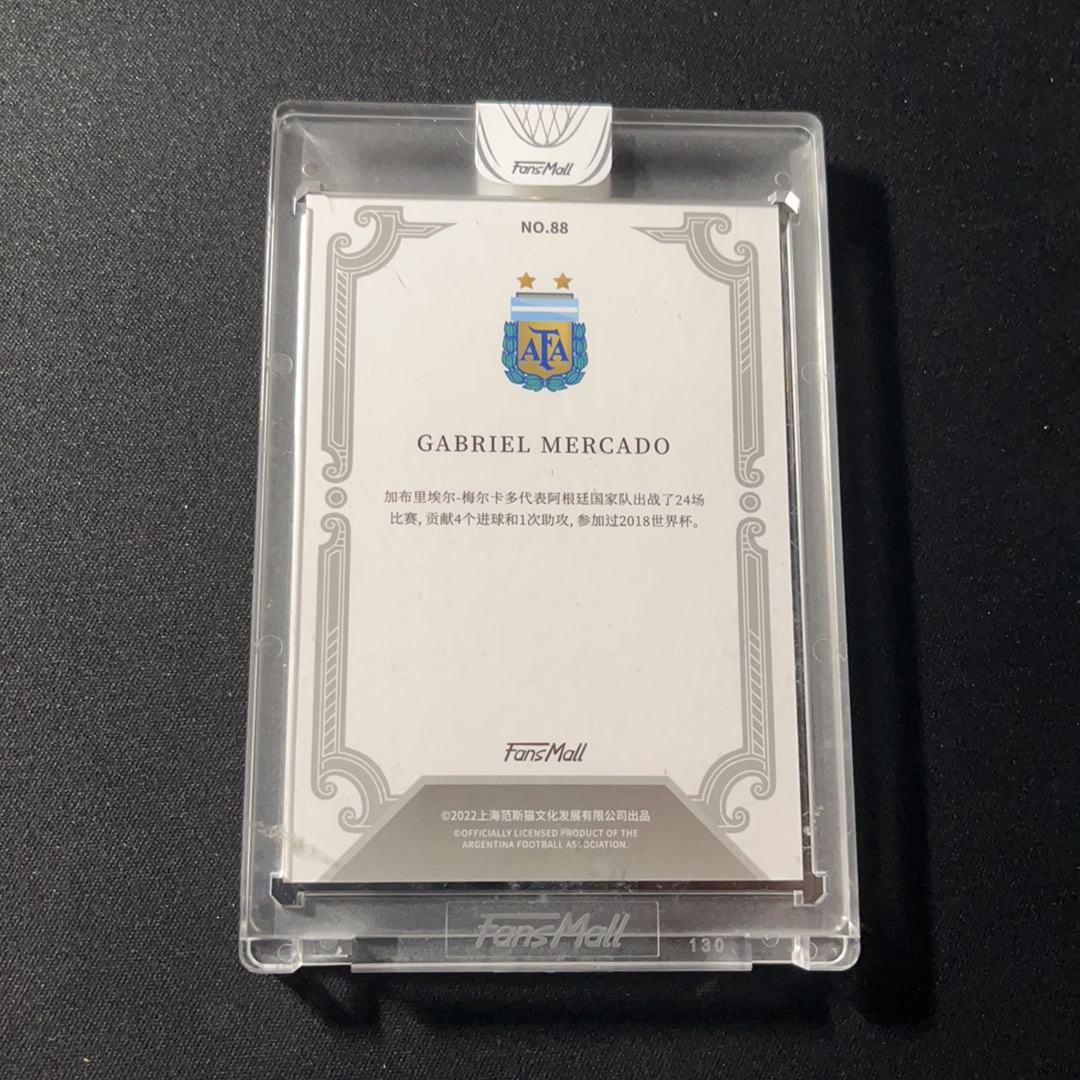 FansMall
NO.88
AFA
GABRIEL MERCADO
加布里埃尔-梅尔卡多代表阿根廷国家队出战了24场
比赛, 贡献4个进球和1次助攻, 参加过2018世界杯。
FansMall
©2022上海范斯猫文化发展有限公司出品
©OFFICIALLY LICENSED PRODUCT OF THE
ARGENTINA FOOTBALL ASSOCIATION.
FansMall
130